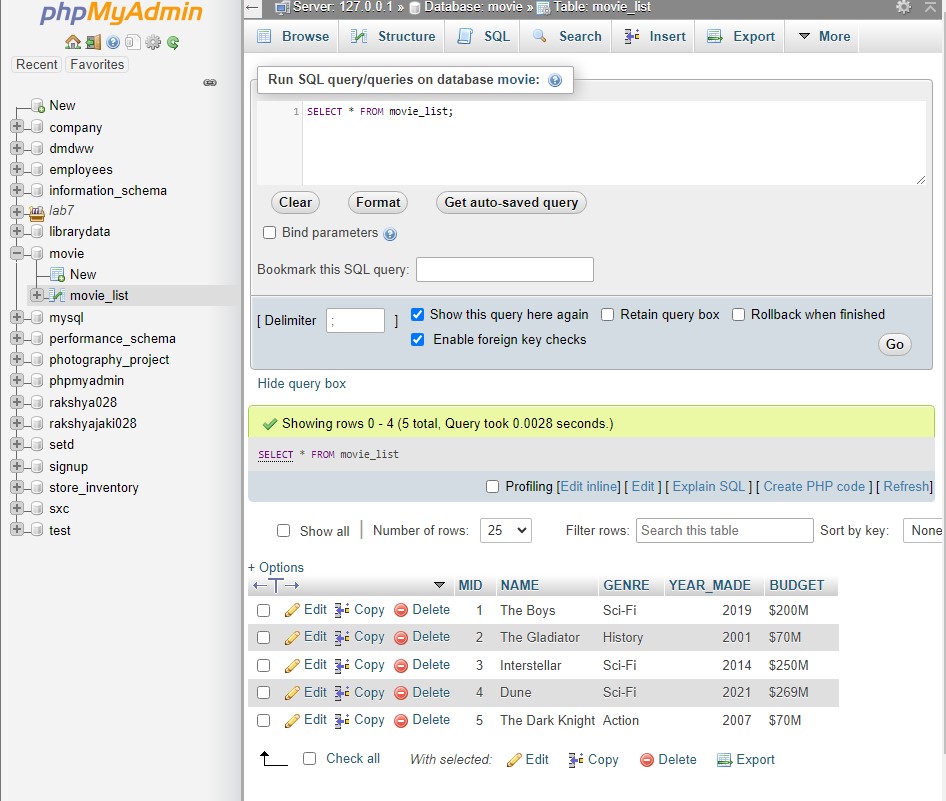 phpMyAdmin
Recent Favorites
New
company
dmdww
employees
information_schema
lab7
librarydata
movie
New
movie_list
mysql
performance_schema
photography_project
phpmyadmin
rakshya028
rakshyajaki028
setd
signup
store_inventory
sxc
test
Server: 127.0.0.1 » Database: movie » Table: movie_list
Browse Structure SQL Search Insert Export More
Run SQL query/queries on database movie:
1 SELECT * FROM movie_list;
Clear Format Get auto-saved query
Bind parameters
Bookmark this SQL query:
[ Delimiter ; ] Show this query here again Retain query box Rollback when finished
Enable foreign key checks
Go
Hide query box
Showing rows 0 - 4 (5 total, Query took 0.0028 seconds.)
SELECT * FROM movie_list
Profiling [Edit inline] [ Edit ] [ Explain SQL ] [ Create PHP code ] [ Refresh]
Show all | Number of rows: 25 Filter rows: Search this table Sort by key: None
+ Options
←T→ MID NAME GENRE YEAR_MADE BUDGET
Edit Copy Delete 1 The Boys Sci-Fi 2019 $200M
Edit Copy Delete 2 The Gladiator History 2001 $70M
Edit Copy Delete 3 Interstellar Sci-Fi 2014 $250M
Edit Copy Delete 4 Dune Sci-Fi 2021 $269M
Edit Copy Delete 5 The Dark Knight Action 2007 $70M
Check all With selected: Edit Copy Delete Export